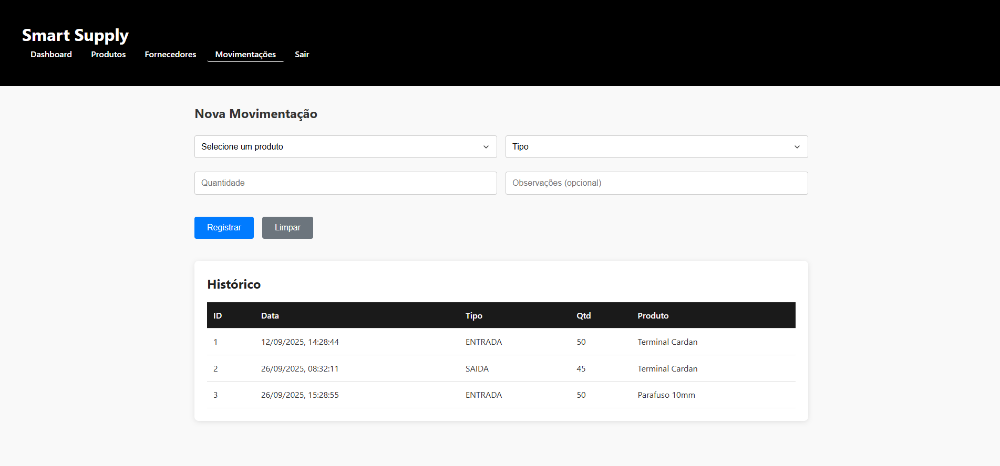 Smart Supply
Dashboard Produtos Fornecedores Movimentações Sair
Nova Movimentação
Selecione um produto Tipo
Quantidade Observações (opcional)
Registrar Limpar
Histórico
ID Data Tipo Qtd Produto
1 12/09/2025, 14:28:44 ENTRADA 50 Terminal Cardan
2 26/09/2025, 08:32:11 SAIDA 45 Terminal Cardan
3 26/09/2025, 15:28:55 ENTRADA 50 Parafuso 10mm